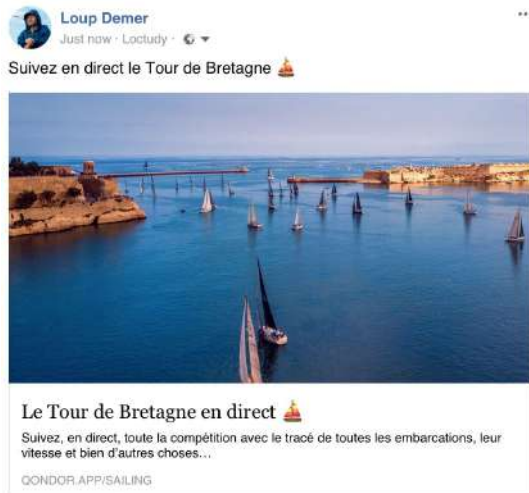 Loup Demer
Just now · Loctudy ·
Suivez en direct le Tour de Bretagne ⛵
Le Tour de Bretagne en direct ⛵
Suivez, en direct, toute la compétition avec le tracé de toutes les embarcations, leur
vitesse et bien d'autres choses...
QONDOR.APP/SAILING